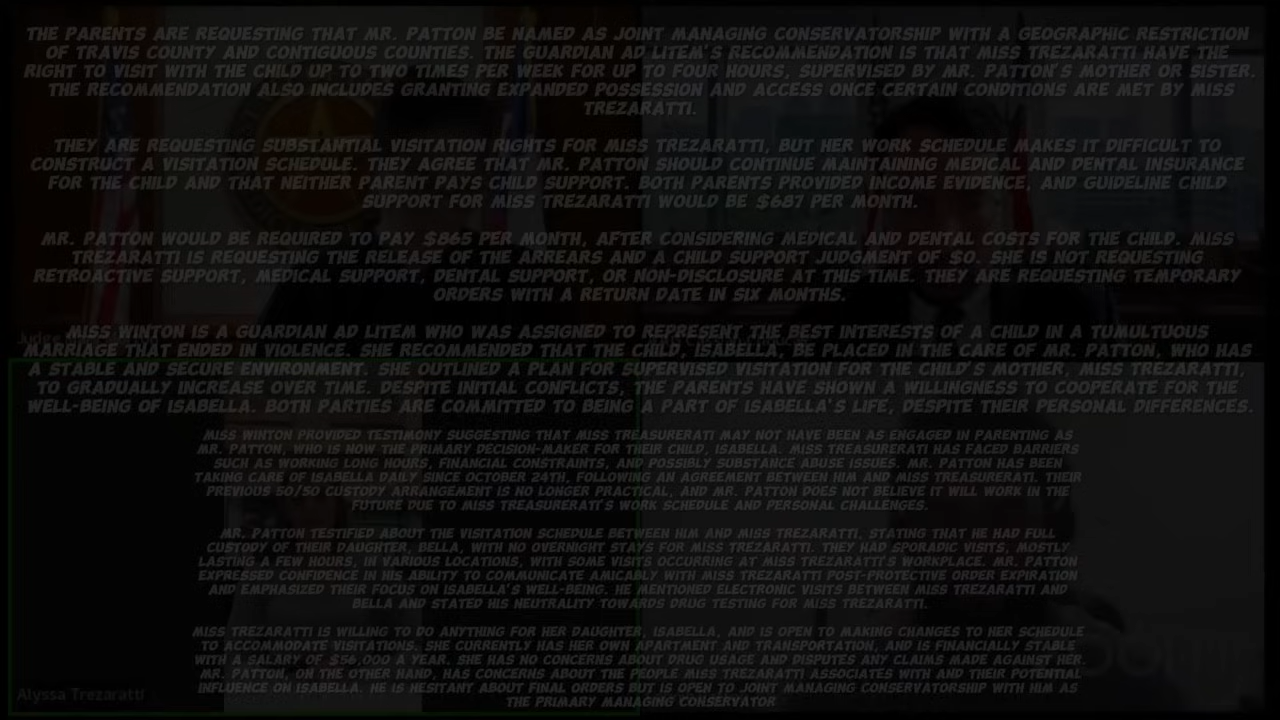 THE PARENTS ARE REQUESTING THAT MR. PATTON BE NAMED AS JOINT MANAGING CONSERVATORSHIP WITH A GEOGRAPHIC RESTRICTION
OF TRAVIS COUNTY AND CONTIGUOUS COUNTIES. THE GUARDIAN AD LITEM'S RECOMMENDATION IS THAT MISS TREZARATTI HAVE THE
RIGHT TO VISIT WITH THE CHILD UP TO TWO TIMES PER WEEK FOR UP TO FOUR HOURS, SUPERVISED BY MR. PATTON'S MOTHER OR SISTER.
THE RECOMMENDATION ALSO INCLUDES GRANTING EXPANDED POSSESSION AND ACCESS ONCE CERTAIN CONDITIONS ARE MET BY MISS
TREZARATTI.
THEY ARE REQUESTING SUBSTANTIAL VISITATION RIGHTS FOR MISS TREZARATTI, BUT HER WORK SCHEDULE MAKES IT DIFFICULT TO
CONSTRUCT A VISITATION SCHEDULE. THEY AGREE THAT MR. PATTON SHOULD CONTINUE MAINTAINING MEDICAL AND DENTAL INSURANCE
FOR THE CHILD AND THAT NEITHER PARENT PAYS CHILD SUPPORT. BOTH PARENTS PROVIDED INCOME EVIDENCE, AND GUIDELINE CHILD
SUPPORT FOR MISS TREZARATTI WOULD BE $687 PER MONTH.
MR. PATTON WOULD BE REQUIRED TO PAY $865 PER MONTH, AFTER CONSIDERING MEDICAL AND DENTAL COSTS FOR THE CHILD. MISS
TREZARATTI IS REQUESTING THE RELEASE OF THE ARREARS AND A CHILD SUPPORT JUDGMENT OF $0. SHE IS NOT REQUESTING
RETROACTIVE SUPPORT, MEDICAL SUPPORT, DENTAL SUPPORT, OR NON-DISCLOSURE AT THIS TIME. THEY ARE REQUESTING TEMPORARY
ORDERS WITH A RETURN DATE IN SIX MONTHS.
MISS WINTON IS A GUARDIAN AD LITEM WHO WAS ASSIGNED TO REPRESENT THE BEST INTERESTS OF A CHILD IN A TUMULTUOUS
MARRIAGE THAT ENDED IN VIOLENCE. SHE RECOMMENDED THAT THE CHILD, ISABELLA, BE PLACED IN THE CARE OF MR. PATTON, WHO HAS
A STABLE AND SECURE ENVIRONMENT. SHE OUTLINED A PLAN FOR SUPERVISED VISITATION FOR THE CHILD'S MOTHER, MISS TREZARATTI,
TO GRADUALLY INCREASE OVER TIME. DESPITE INITIAL CONFLICTS, THE PARENTS HAVE SHOWN A WILLINGNESS TO COOPERATE FOR THE
WELL-BEING OF ISABELLA. BOTH PARTIES ARE COMMITTED TO BEING A PART OF ISABELLA'S LIFE, DESPITE THEIR PERSONAL DIFFERENCES.
MISS WINTON PROVIDED TESTIMONY SUGGESTING THAT MISS TREASURERATI MAY NOT HAVE BEEN AS ENGAGED IN PARENTING AS
MR. PATTON, WHO IS NOW THE PRIMARY DECISION-MAKER FOR THEIR CHILD, ISABELLA. MISS TREASURERATI HAS FACED BARRIERS
SUCH AS WORKING LONG HOURS, FINANCIAL CONSTRAINTS, AND POSSIBLY SUBSTANCE ABUSE ISSUES. MR. PATTON HAS BEEN
TAKING CARE OF ISABELLA DAILY SINCE OCTOBER 24TH, FOLLOWING AN AGREEMENT BETWEEN HIM AND MISS TREASURERATI. THEIR
PREVIOUS 50/50 CUSTODY ARRANGEMENT IS NO LONGER PRACTICAL, AND MR. PATTON DOES NOT BELIEVE IT WILL WORK IN THE
FUTURE DUE TO MISS TREASURERATI'S WORK SCHEDULE AND PERSONAL CHALLENGES.
MR. PATTON TESTIFIED ABOUT THE VISITATION SCHEDULE BETWEEN HIM AND MISS TREZARATTI, STATING THAT HE HAD FULL
CUSTODY OF THEIR DAUGHTER, BELLA, WITH NO OVERNIGHT STAYS FOR MISS TREZARATTI. THEY HAD SPORADIC VISITS, MOSTLY
LASTING A FEW HOURS, IN VARIOUS LOCATIONS, WITH SOME VISITS OCCURRING AT MISS TREZARATTI'S WORKPLACE. MR. PATTON
EXPRESSED CONFIDENCE IN HIS ABILITY TO COMMUNICATE AMICABLY WITH MISS TREZARATTI POST-PROTECTIVE ORDER EXPIRATION
AND EMPHASIZED THEIR FOCUS ON ISABELLA'S WELL-BEING. HE MENTIONED ELECTRONIC VISITS BETWEEN MISS TREZARATTI AND
BELLA AND STATED HIS NEUTRALITY TOWARDS DRUG TESTING FOR MISS TREZARATTI.
MISS TREZARATTI IS WILLING TO DO ANYTHING FOR HER DAUGHTER, ISABELLA, AND IS OPEN TO MAKING CHANGES TO HER SCHEDULE
TO ACCOMMODATE VISITATIONS. SHE CURRENTLY HAS HER OWN APARTMENT AND TRANSPORTATION, AND IS FINANCIALLY STABLE
WITH A SALARY OF $56,000 A YEAR. SHE HAS NO CONCERNS ABOUT DRUG USAGE AND DISPUTES ANY CLAIMS MADE AGAINST HER.
MR. PATTON, ON THE OTHER HAND, HAS CONCERNS ABOUT THE PEOPLE MISS TREZARATTI ASSOCIATES WITH AND THEIR POTENTIAL
INFLUENCE ON ISABELLA. HE IS HESITANT ABOUT FINAL ORDERS BUT IS OPEN TO JOINT MANAGING CONSERVATORSHIP WITH HIM AS
THE PRIMARY MANAGING CONSERVATOR
Alyssa Trezaratti